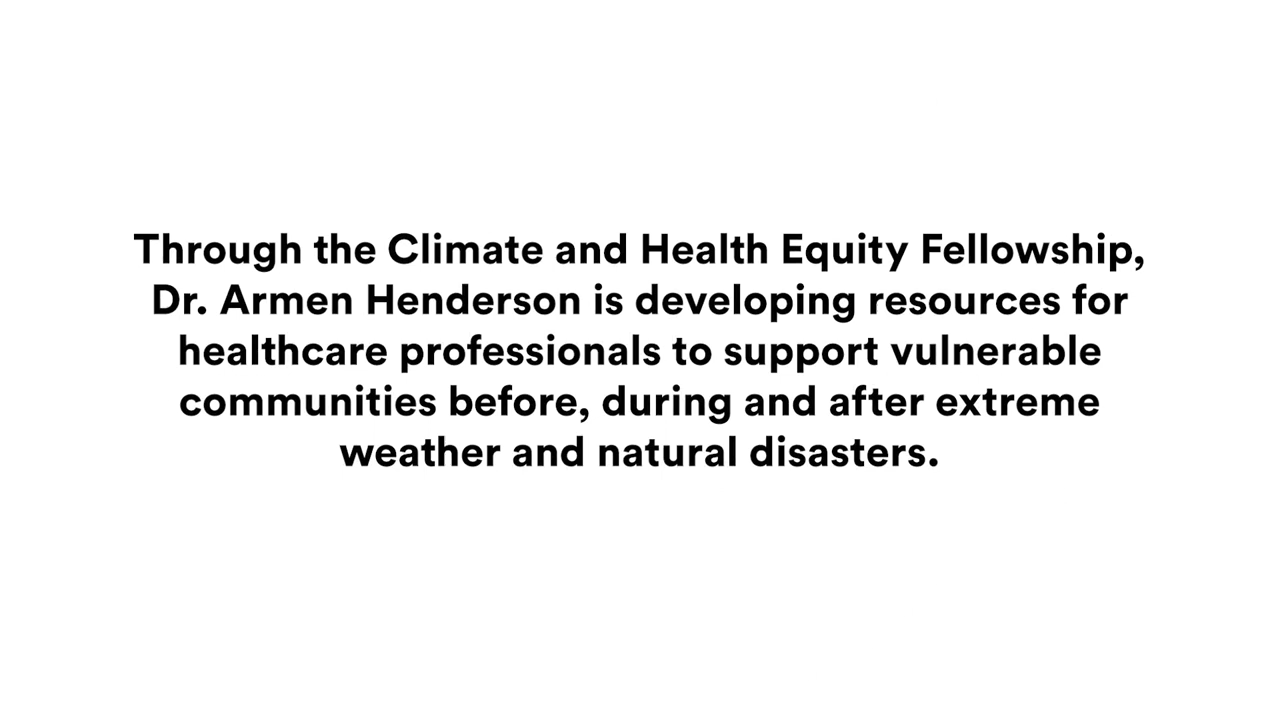 Through the Climate and Health Equity Fellowship,
Dr. Armen Henderson is developing resources for
healthcare professionals to support vulnerable
communities before, during and after extreme
weather and natural disasters.